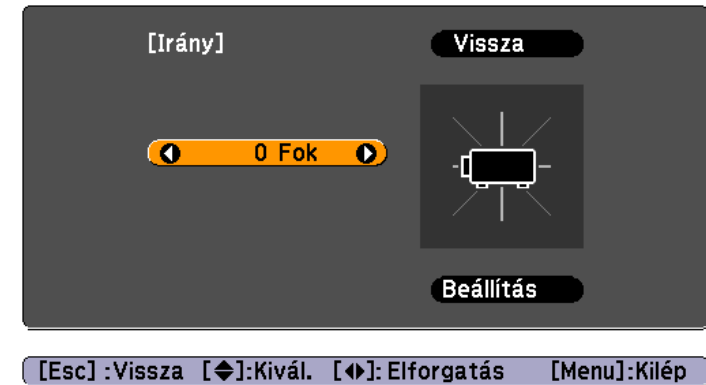 [Irány]
Vissza
0 Fok
Beállítás
[Esc] :Vissza [◆]:Kivál. [◀▶]: Elforgatás [Menu]:Kilép